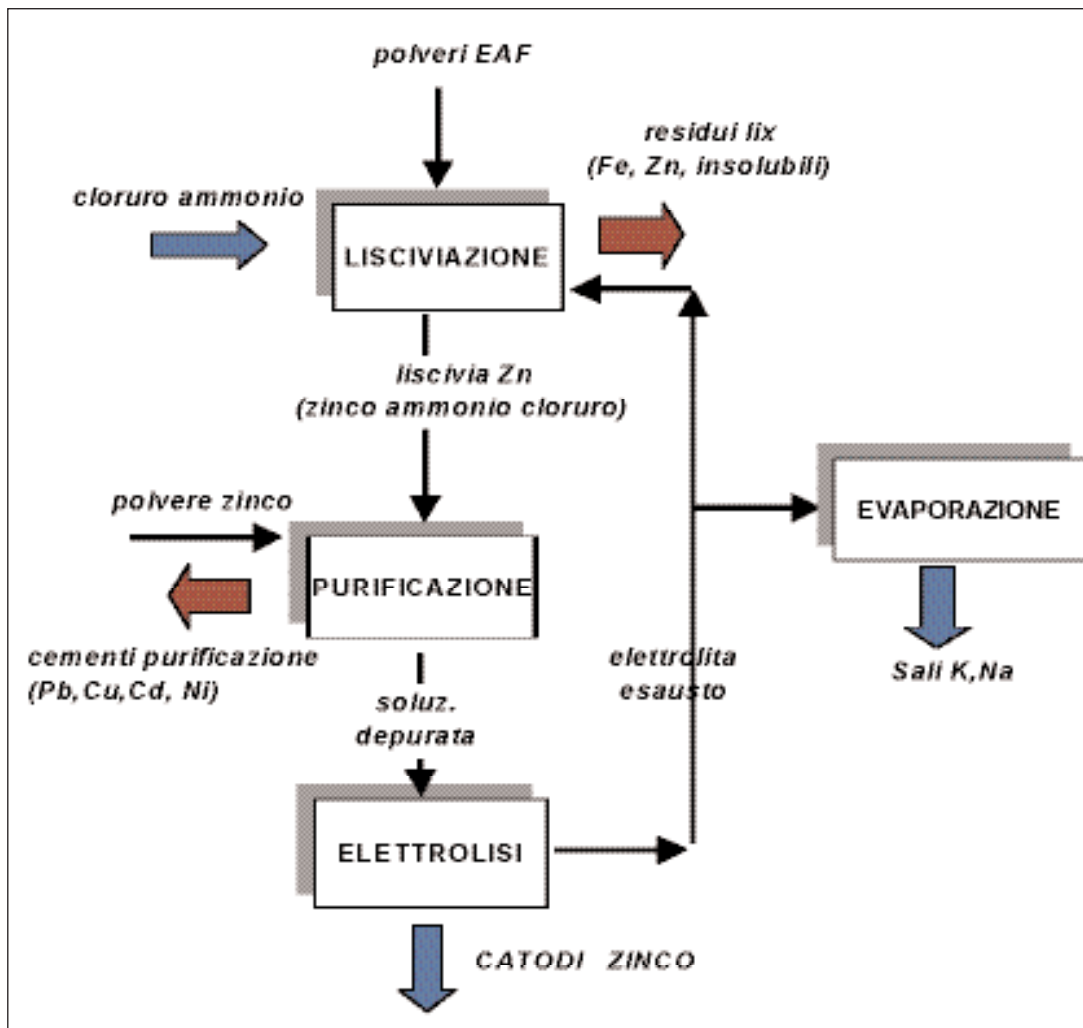 polveri EAF
residui lix
(Fe, Zn, insolubili)
cloruro ammonio
LISCIVIAZIONE
liscivia Zn
(zinco ammonio cloruro)
polvere zinco
EVAPORAZIONE
PURIFICAZIONE
cementi purificazione
(Pb,Cu,Cd, Ni)
elettrolita
esausto
Sali K,Na
soluz.
depurata
ELETTROLISI
CATODI ZINCO